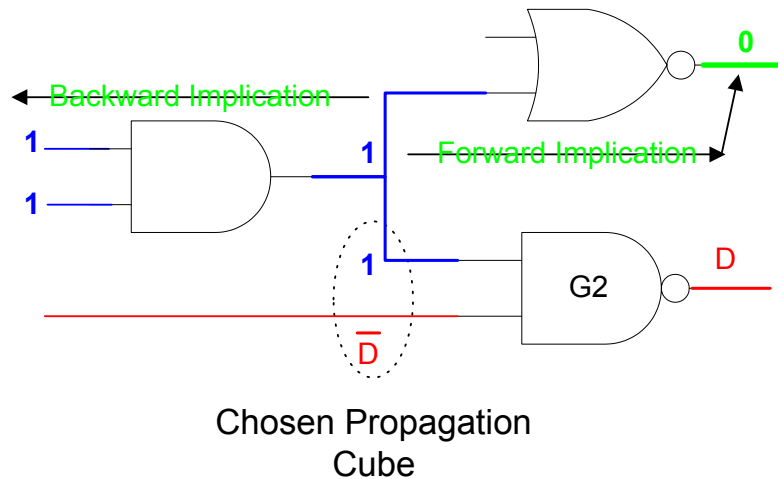 0
Backward Implication
1
1
Forward Implication
1
1
G2
D
D̅
Chosen Propagation
Cube